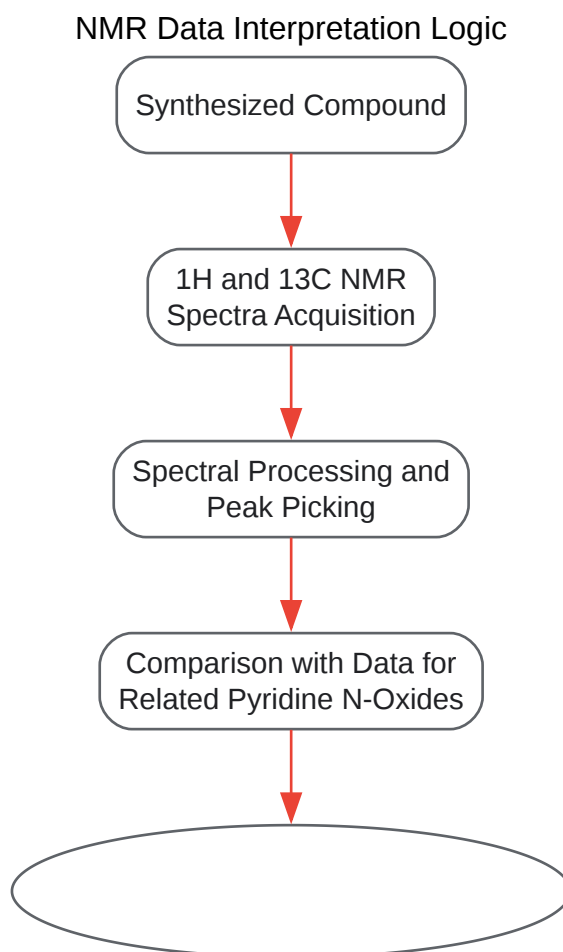 NMR Data Interpretation Logic
Synthesized Compound
1H and 13C NMR
Spectra Acquisition
Spectral Processing and
Peak Picking
Comparison with Data for
Related Pyridine N-Oxides